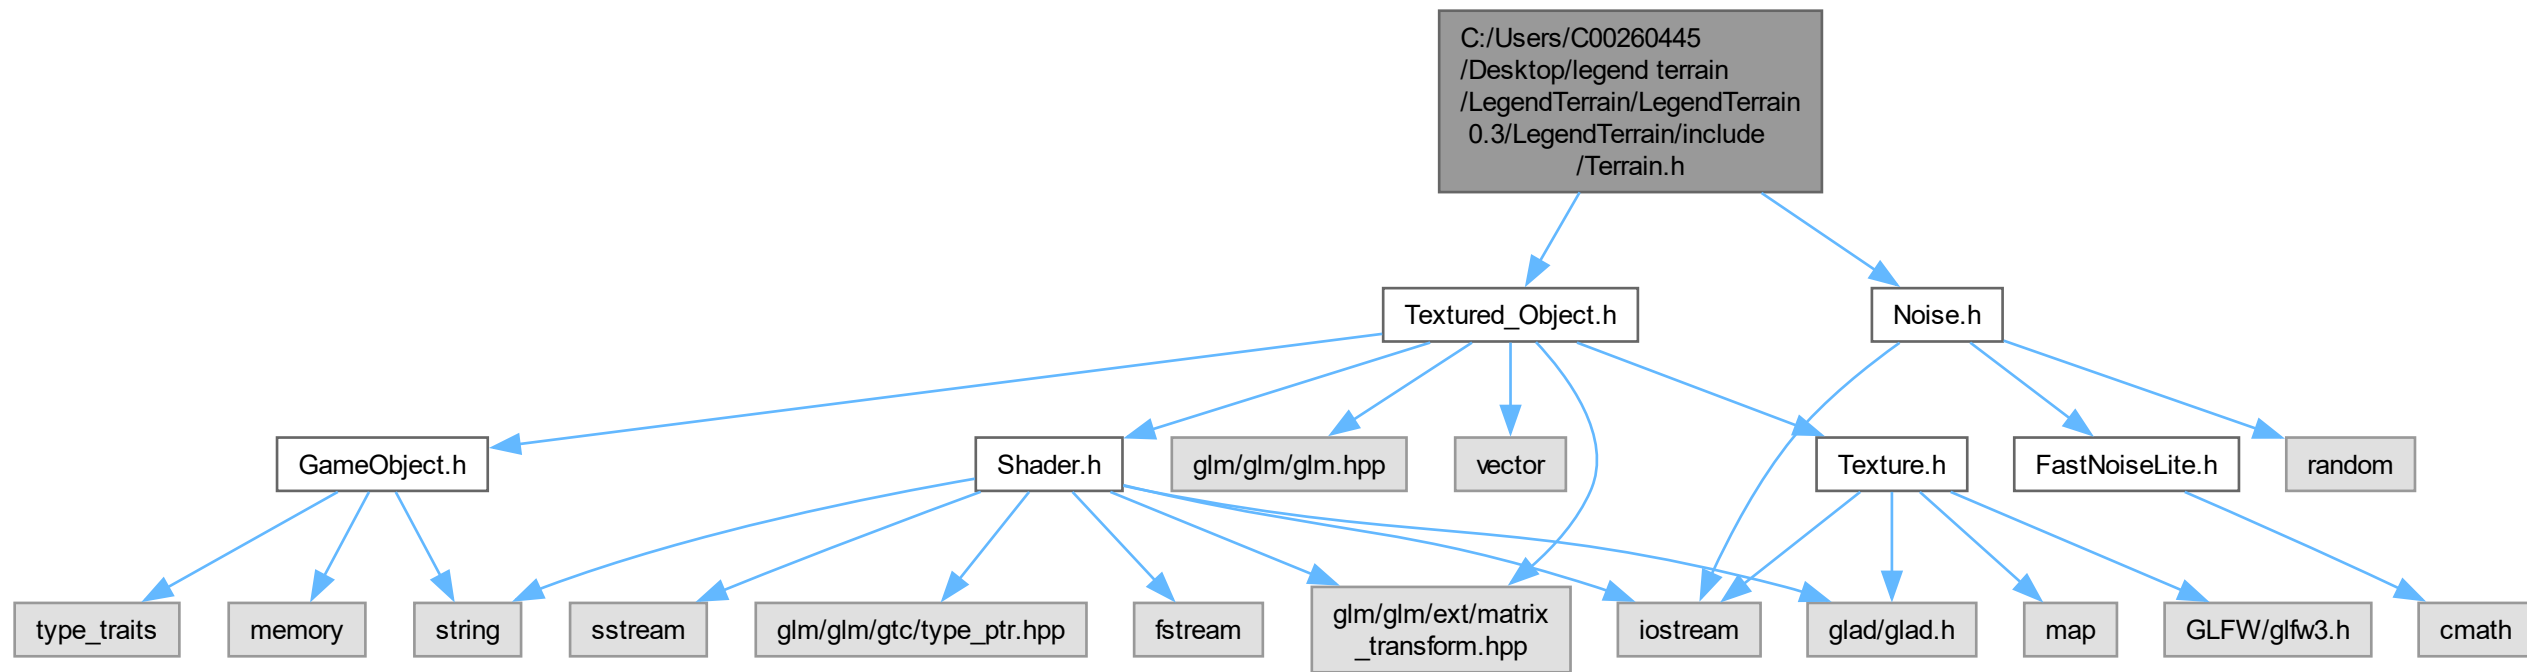 C:/Users/C00260445
/Desktop/legend terrain
/LegendTerrain/LegendTerrain
0.3/LegendTerrain/include
/Terrain.h
Textured_Object.h
Noise.h
GameObject.h
Shader.h
glm/glm/glm.hpp
vector
Texture.h
FastNoiseLite.h
random
type_traits
memory
string
sstream
glm/glm/gtc/type_ptr.hpp
fstream
glm/glm/ext/matrix
_transform.hpp
iostream
glad/glad.h
map
GLFW/glfw3.h
cmath